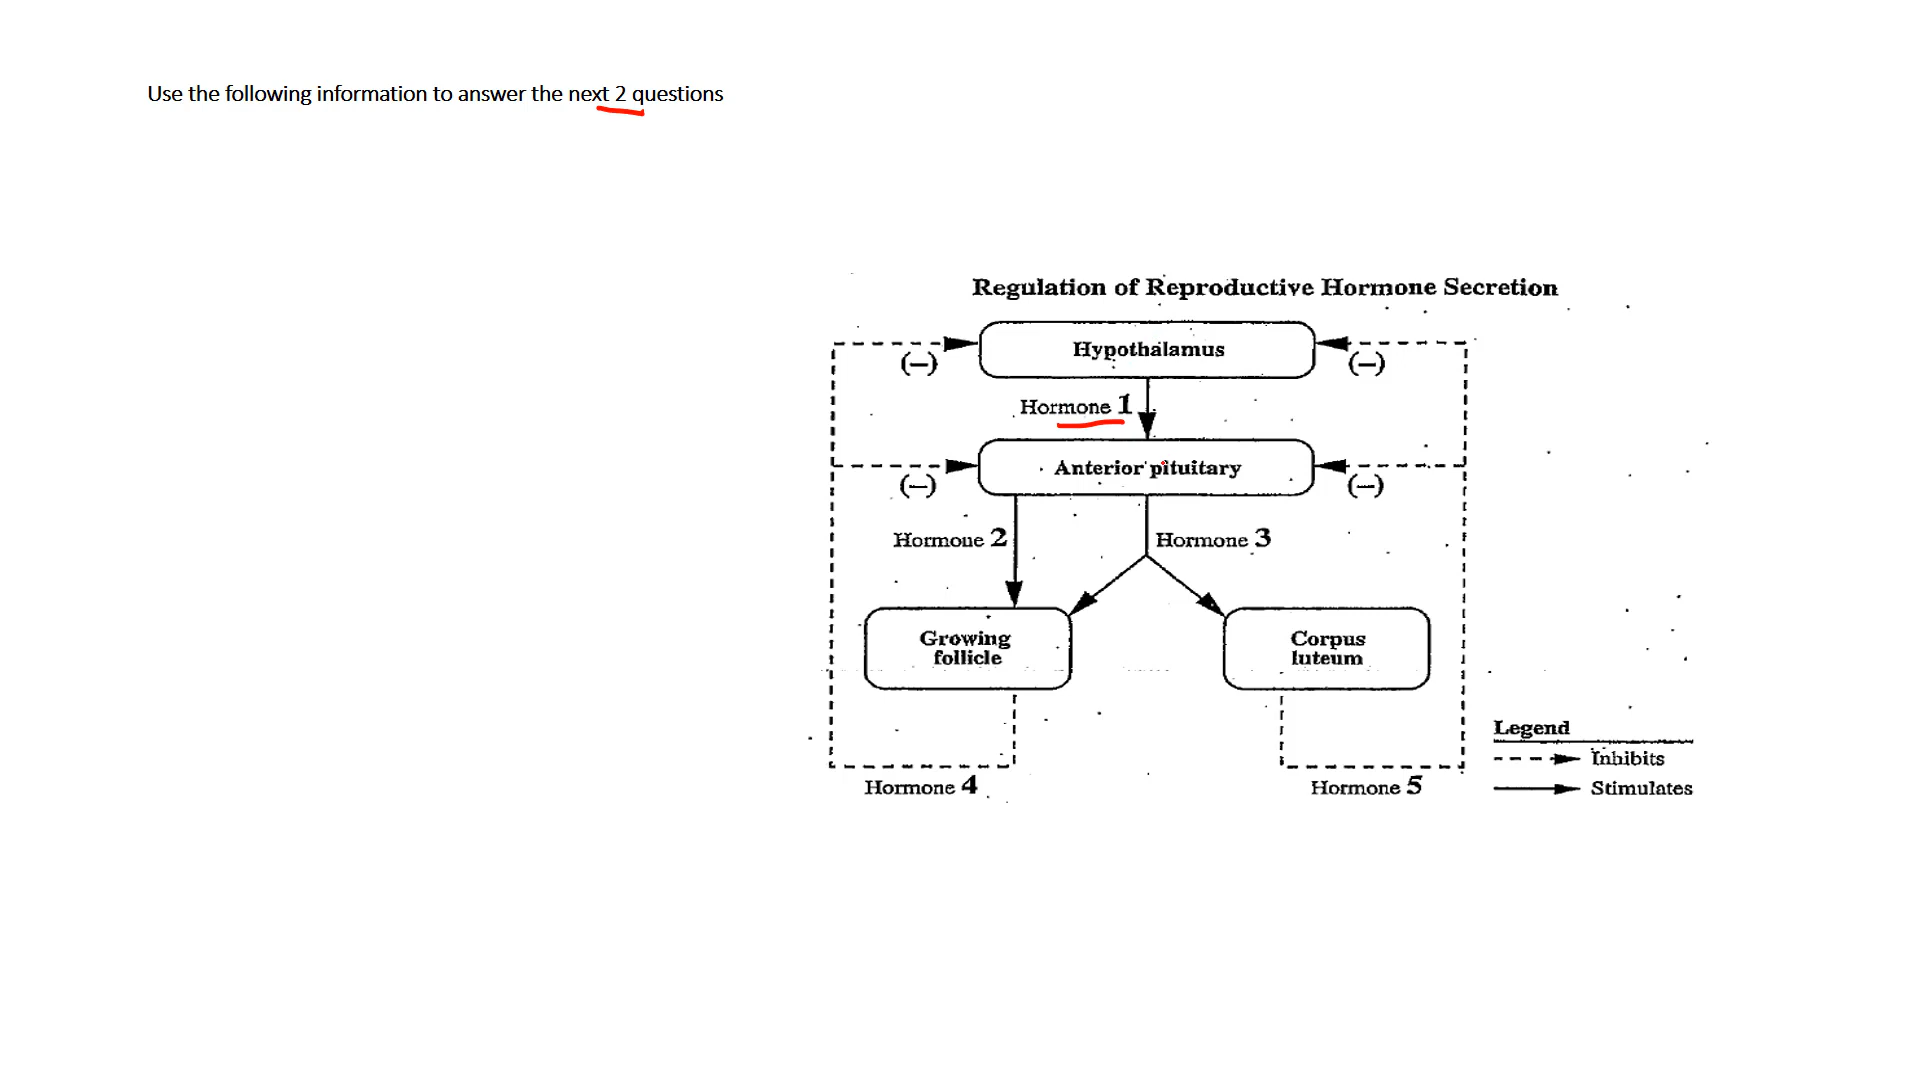 Use the following information to answer the next 2 questions
Regulation of Reproductive Hormone Secretion
Hypothalamus
(−)
(−)
Hormone 1
Anterior pituitary
(−)
(−)
Hormone 2
Hormone 3
Growing
follicle
Corpus
luteum
Hormone 4
Hormone 5
Legend
Inhibits
Stimulates